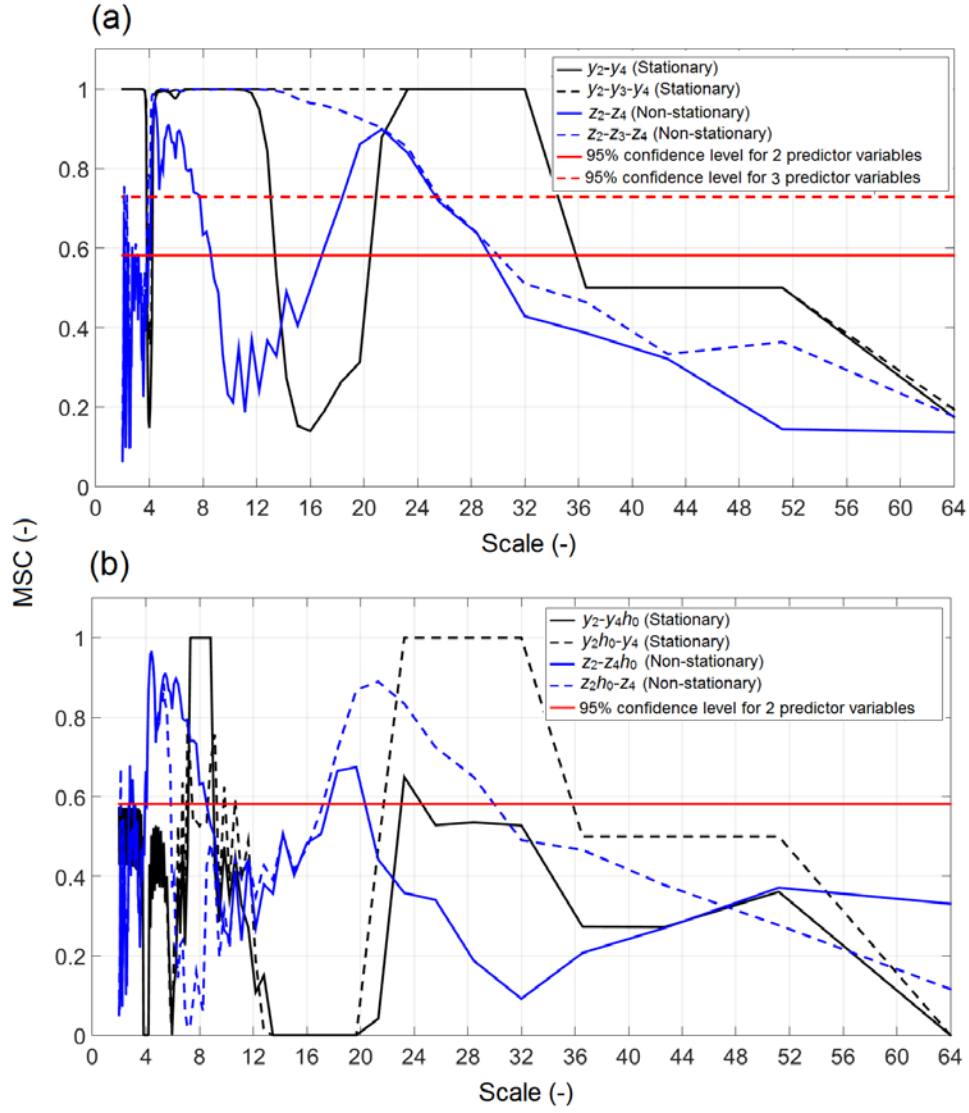 (a)
1
0.8
0.6
0.4
0.2
0
y2-y4 (Stationary)
y2-y3-y4 (Stationary)
z2-z4 (Non-stationary)
z2-z3-z4 (Non-stationary)
95% confidence level for 2 predictor variables
95% confidence level for 3 predictor variables
0 4 8 12 16 20 24 28 32 36 40 44 48 52 56 60 64
Scale (-)
MSC (-)
(b)
1
0.8
0.6
0.4
0.2
0
y2-y4h0 (Stationary)
y2h0-y4 (Stationary)
z2-z4h0 (Non-stationary)
z2h0-z4 (Non-stationary)
95% confidence level for 2 predictor variables
0 4 8 12 16 20 24 28 32 36 40 44 48 52 56 60 64
Scale (-)